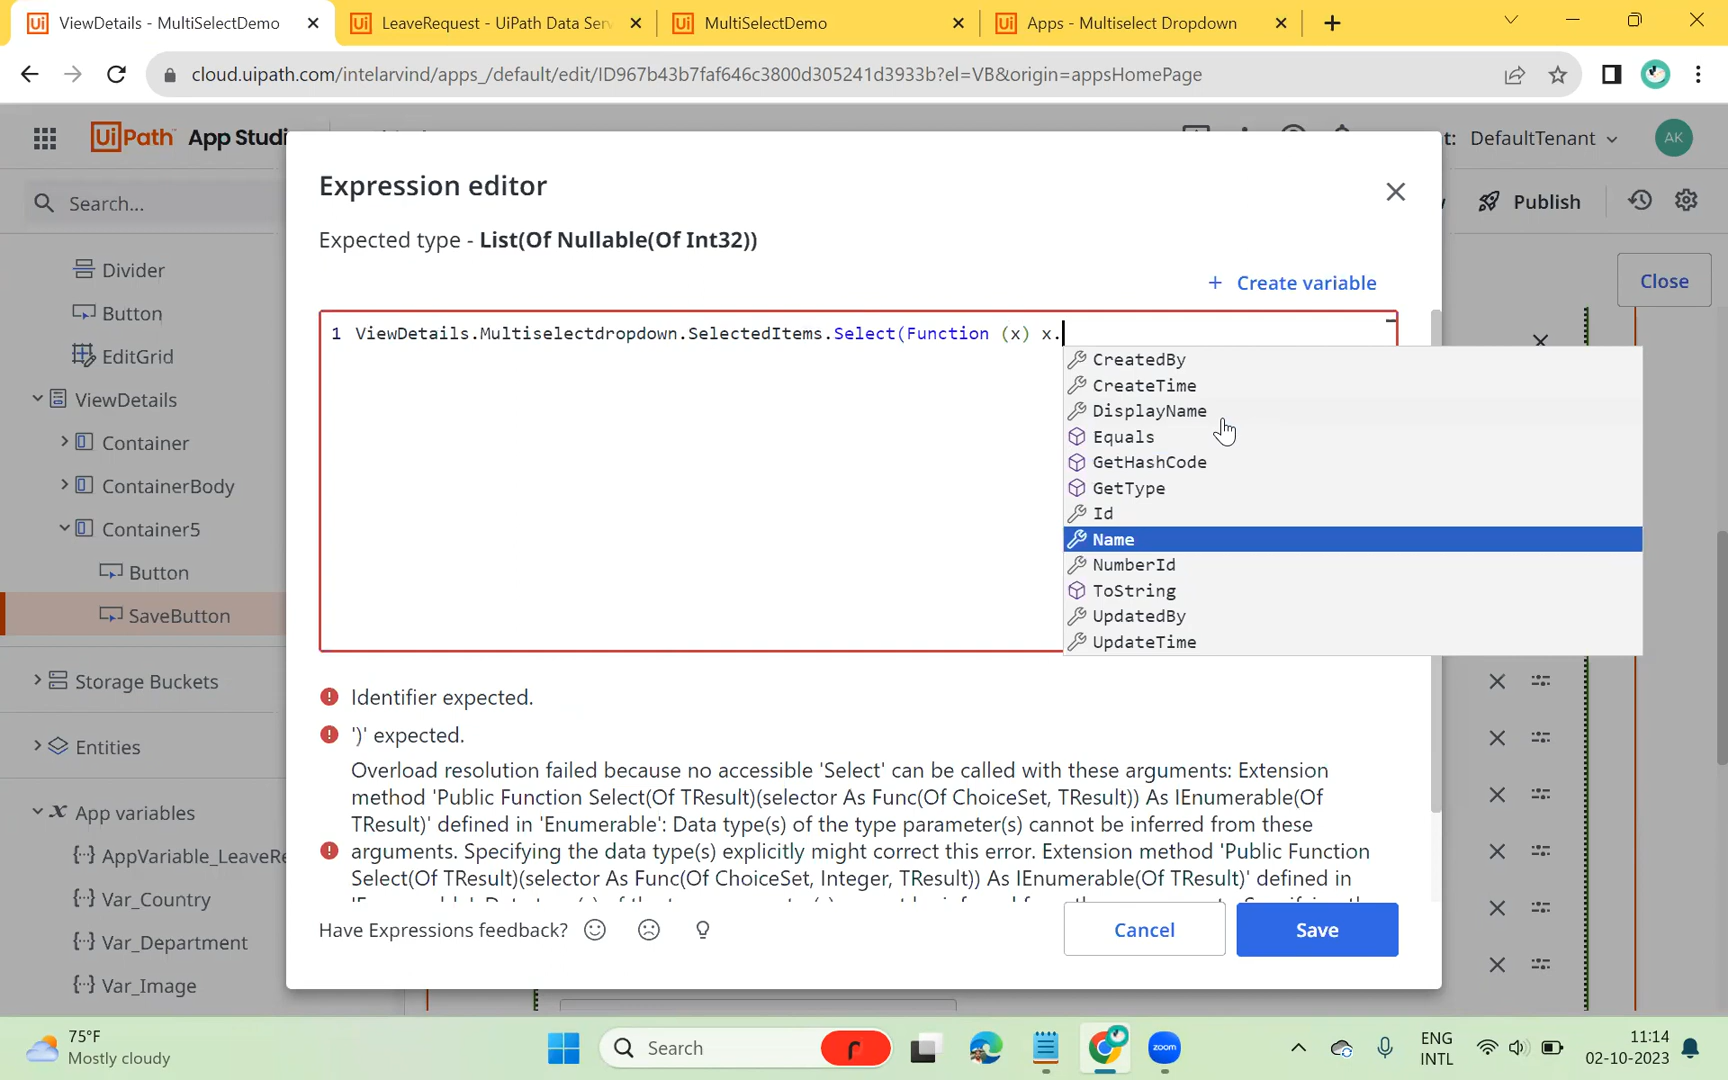 ViewDetails - MultiSelectDemo
LeaveRequest - UiPath Data Serv
MultiSelectDemo
Apps - Multiselect Dropdown
cloud.uipath.com/intelarvind/apps_/default/edit/ID967b43b7faf646c3800d305241d3933b?el=VB&origin=appsHomePage
UiPath App Studi
t: DefaultTenant
AK
Search...
Publish
Close
Divider
Button
EditGrid
ViewDetails
Container
ContainerBody
Container5
Button
SaveButton
Storage Buckets
Entities
App variables
AppVariable_LeaveRe
Var_Country
Var_Department
Var_Image
Expression editor
Expected type - List(Of Nullable(Of Int32))
+ Create variable
1 ViewDetails.Multiselectdropdown.SelectedItems.Select(Function (x) x.
CreatedBy
CreateTime
DisplayName
Equals
GetHashCode
GetType
Id
Name
NumberId
ToString
UpdatedBy
UpdateTime
Identifier expected.
')' expected.
Overload resolution failed because no accessible 'Select' can be called with these arguments: Extension
method 'Public Function Select(Of TResult)(selector As Func(Of ChoiceSet, TResult)) As IEnumerable(Of
TResult)' defined in 'Enumerable': Data type(s) of the type parameter(s) cannot be inferred from these
arguments. Specifying the data type(s) explicitly might correct this error. Extension method 'Public Function
Select(Of TResult)(selector As Func(Of ChoiceSet, Integer, TResult)) As IEnumerable(Of TResult)' defined in
Have Expressions feedback?
Cancel
Save
75°F
Mostly cloudy
Search
zoom
ENG
INTL
11:14
02-10-2023